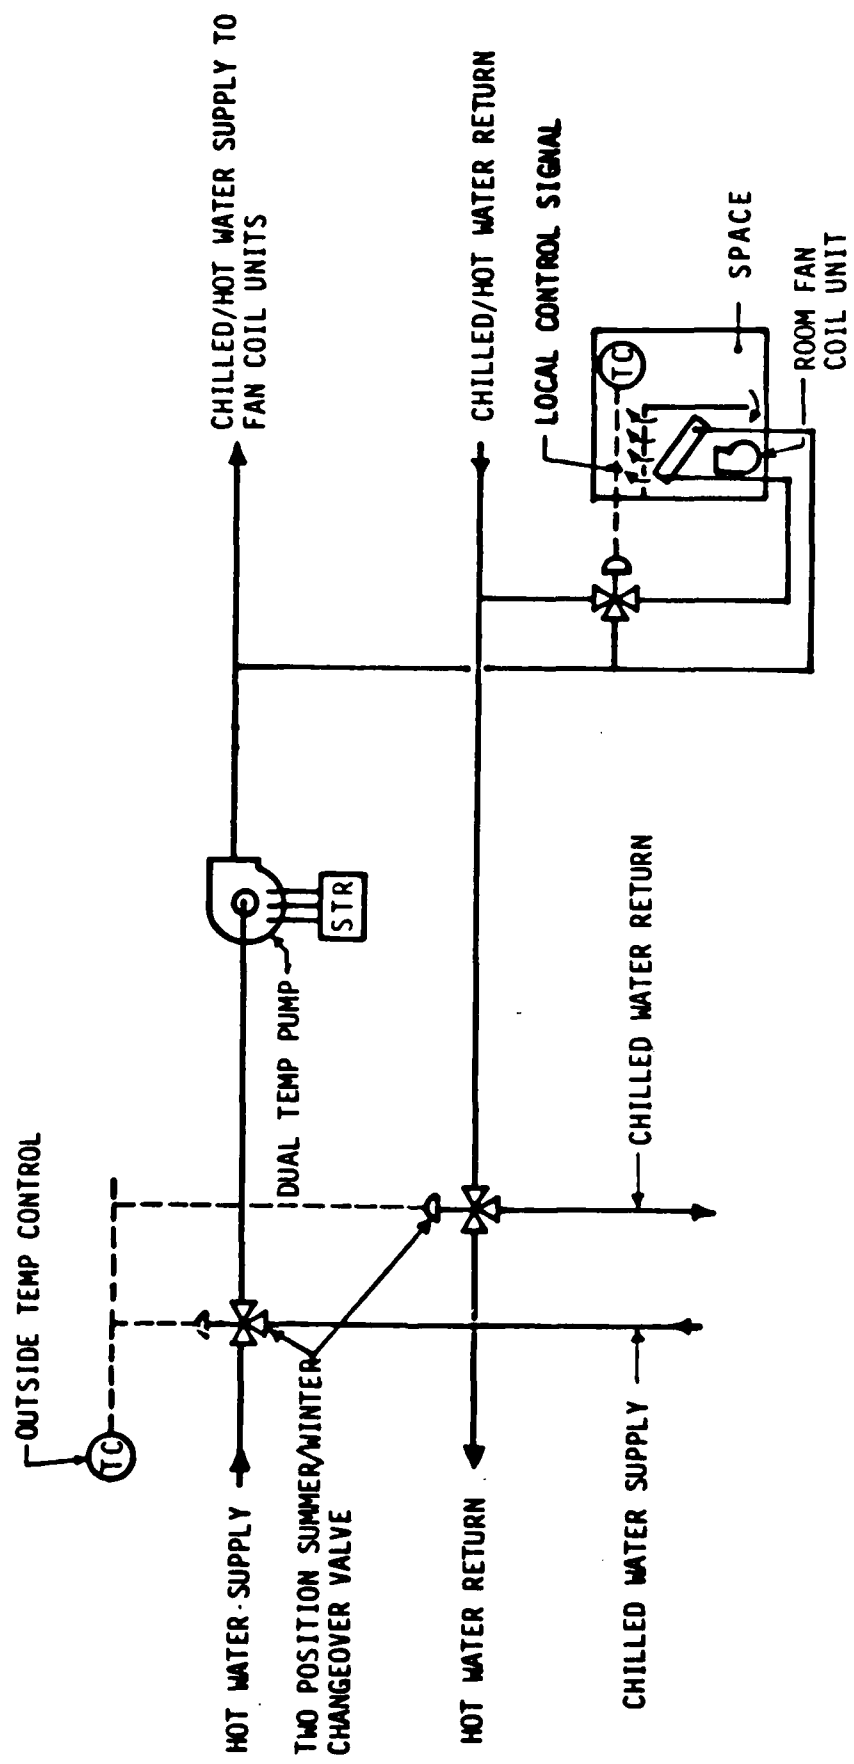 OUTSIDE TEMP CONTROL
TC
HOT WATER SUPPLY
TWO POSITION SUMMER/WINTER
CHANGEOVER VALVE
HOT WATER RETURN
CHILLED WATER SUPPLY
DUAL TEMP PUMP
STR
CHILLED WATER RETURN
CHILLED/HOT WATER SUPPLY TO
FAN COIL UNITS
CHILLED/HOT WATER RETURN
LOCAL CONTROL SIGNAL
TC
SPACE
ROOM FAN
COIL UNIT